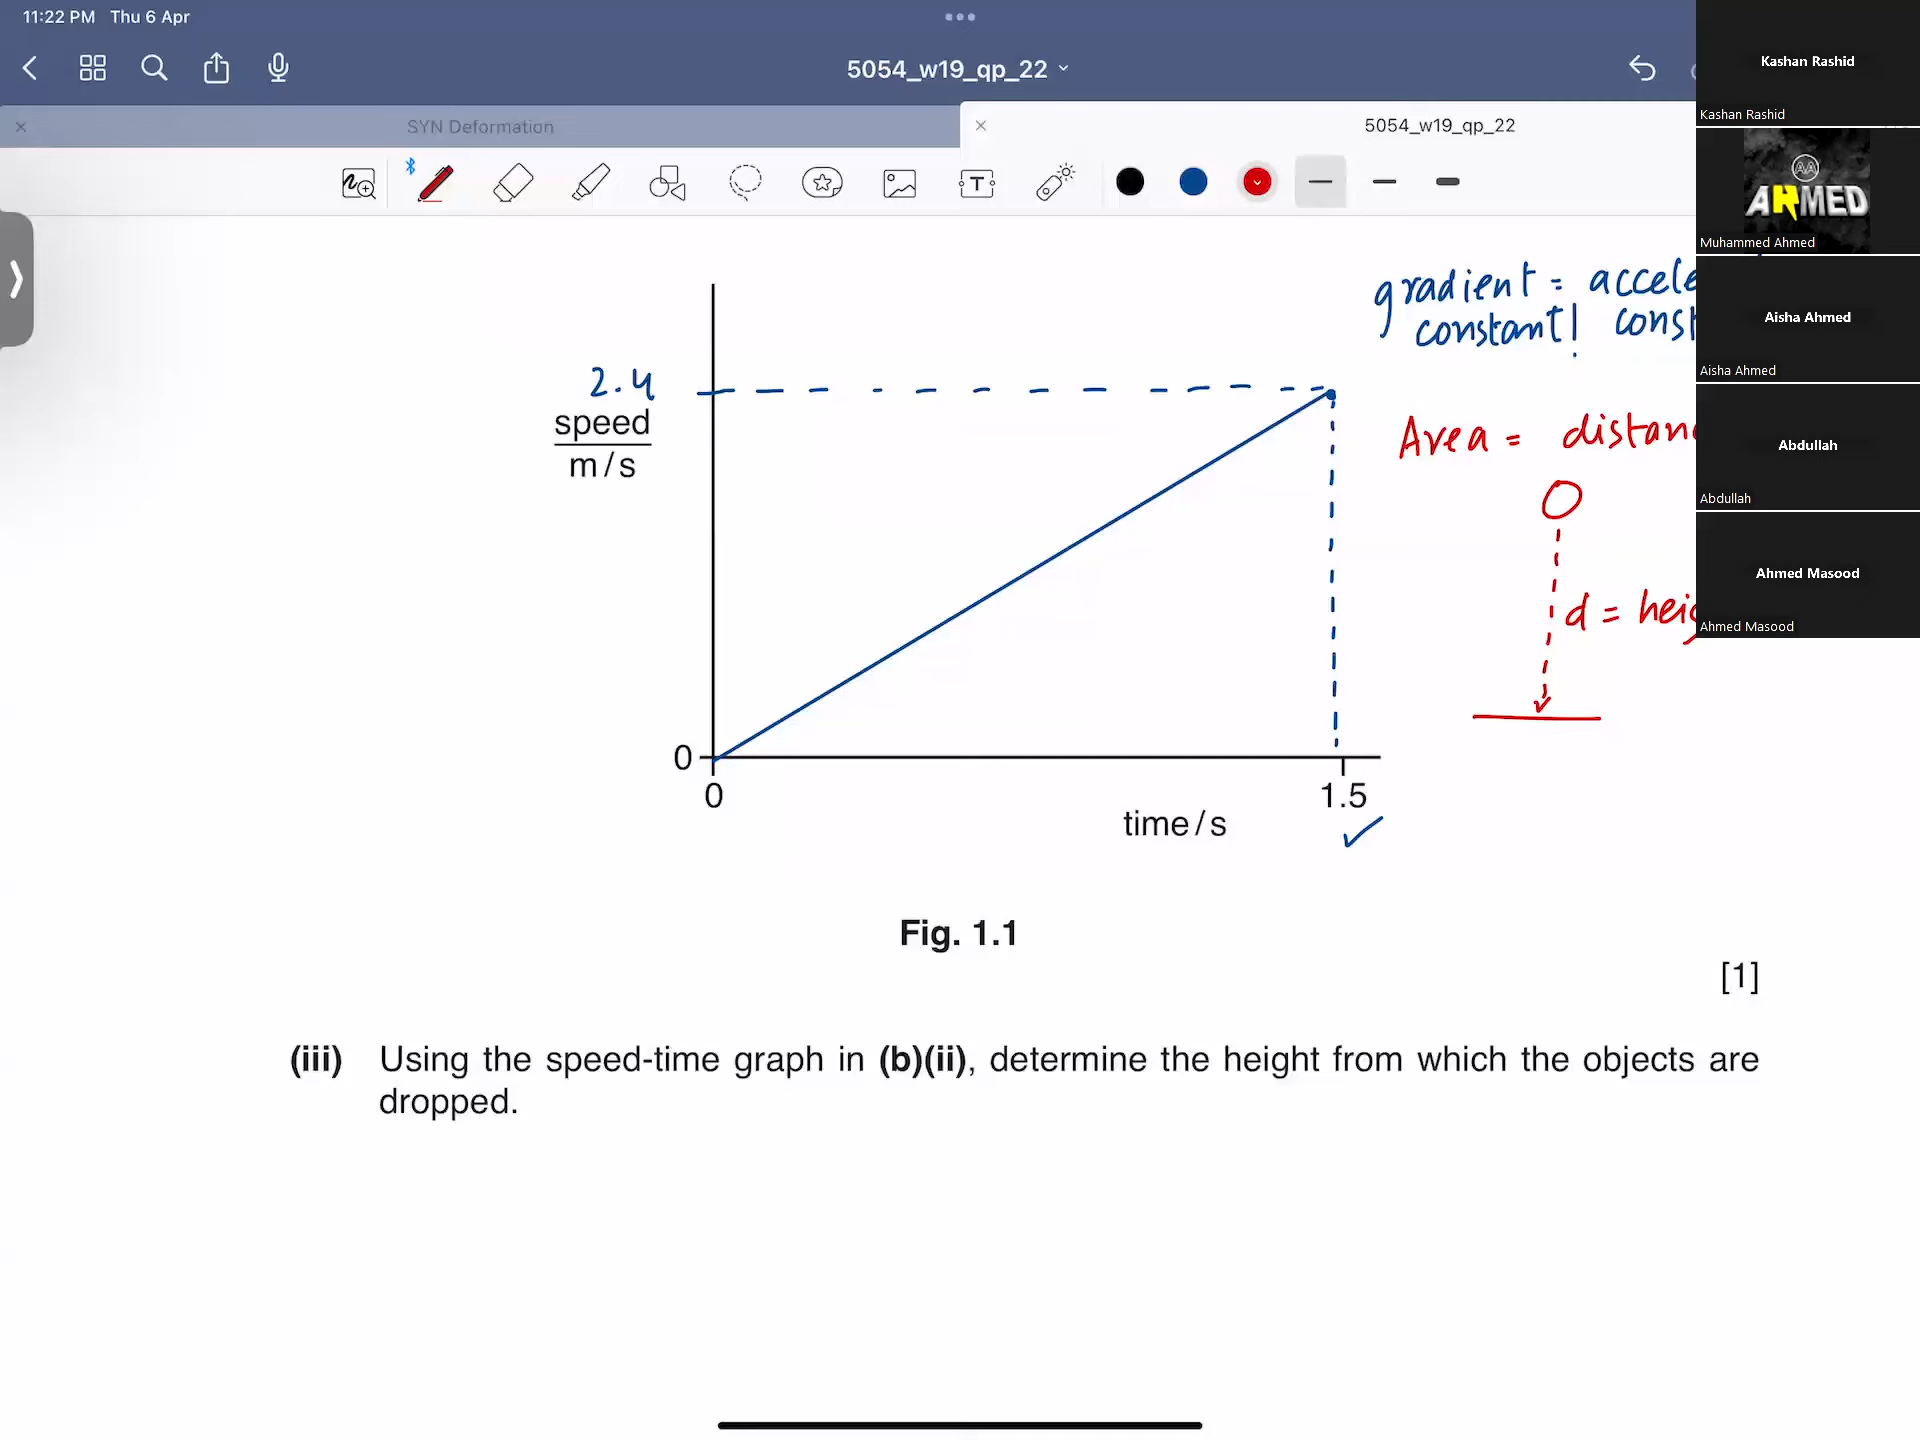 11:22 PM Thu 6 Apr
5054_w19_qp_22
SYN Deformation
5054_w19_qp_22
T
Kashan Rashid
Kashan Rashid
AA
ARMED
Muhammed Ahmed
Aisha Ahmed
Aisha Ahmed
Abdullah
Abdullah
Ahmed Masood
Ahmed Masood
gradient = accele
constant! const
2.4
speed
m/s
Area = distan
d = heig
0
0
1.5
time/s
Fig. 1.1
[1]
(iii) Using the speed-time graph in (b)(ii), determine the height from which the objects are
dropped.